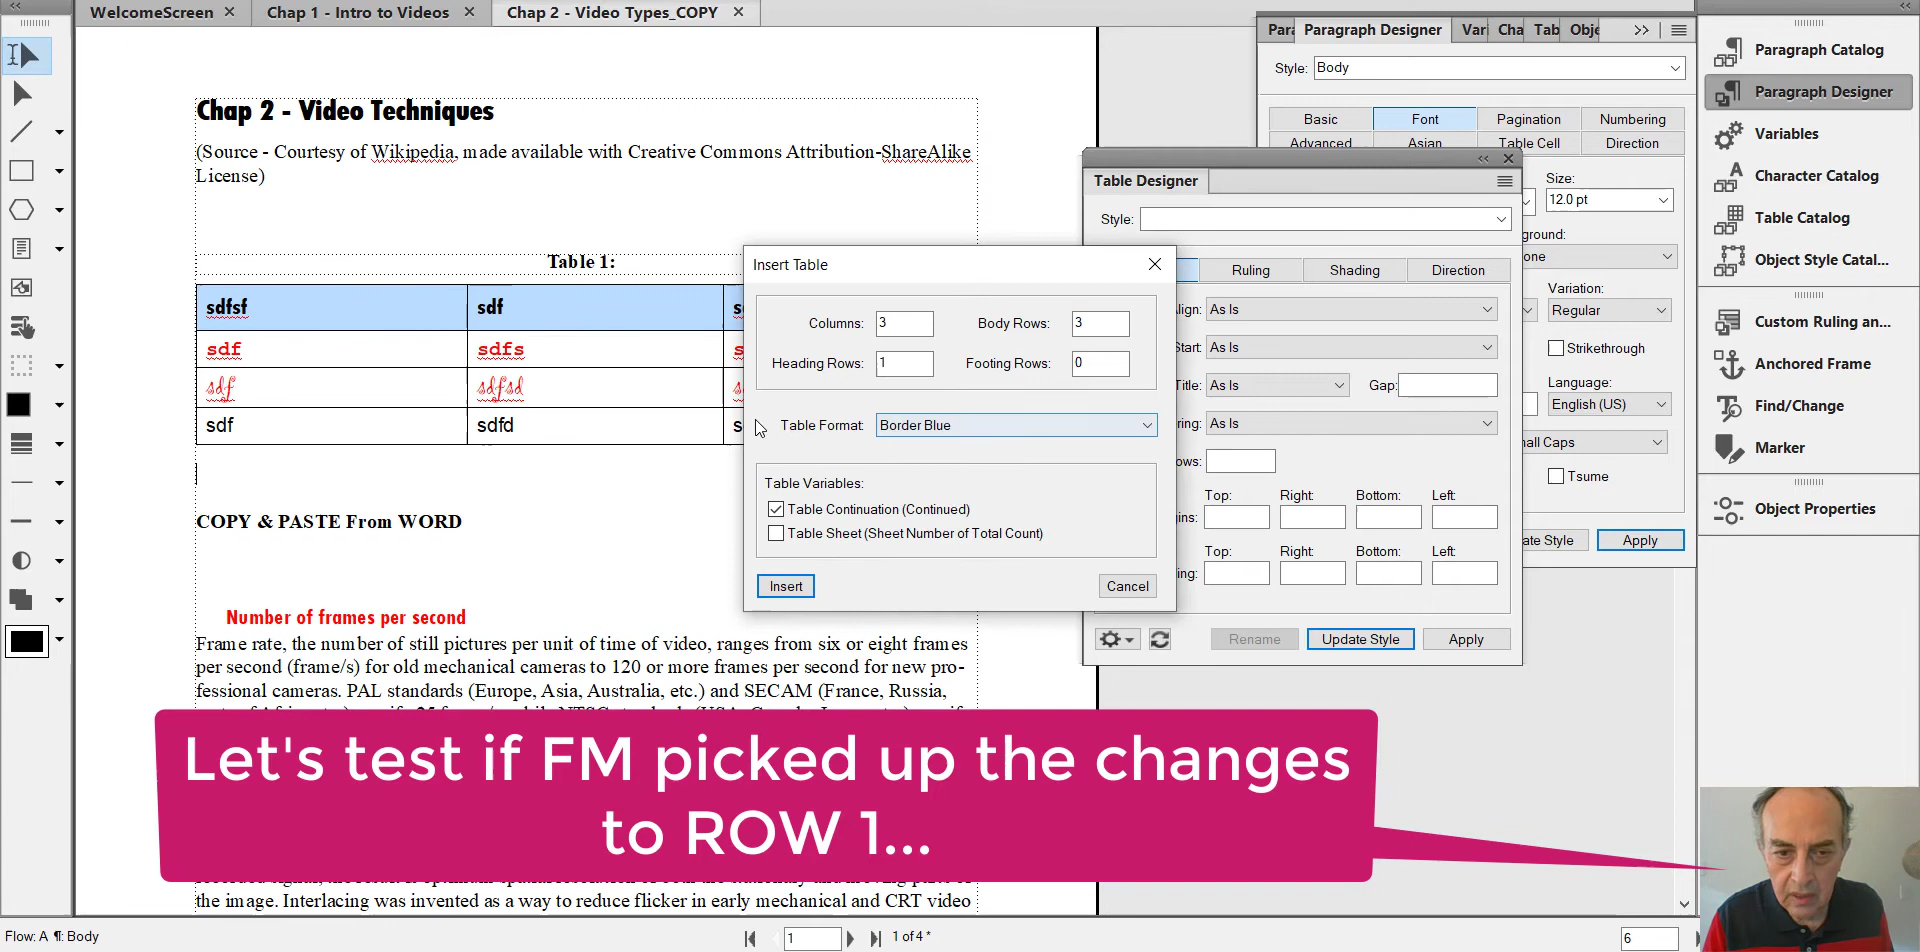 WelcomeScreen
Chap 1 - Intro to Videos
Chap 2 - Video Types_COPY
Chap 2 - Video Techniques
(Source - Courtesy of Wikipedia, made available with Creative Commons Attribution-ShareAlike
License)
Table 1:
sdfsf sdf
sdf sdfs
sdf sdfsd
sdf sdfd
COPY & PASTE From WORD
Number of frames per second
Frame rate, the number of still pictures per unit of time of video, ranges from six or eight frames
per second (frame/s) for old mechanical cameras to 120 or more frames per second for new pro-
fessional cameras. PAL standards (Europe, Asia, Australia, etc.) and SECAM (France, Russia,
the image. Interlacing was invented as a way to reduce flicker in early mechanical and CRT video
Insert Table
Columns: 3 Body Rows: 3
Heading Rows: 1 Footing Rows: 0
Table Format: Border Blue
Table Variables:
Table Continuation (Continued)
Table Sheet (Sheet Number of Total Count)
Insert Cancel
Table Designer
Style:
Ruling Shading Direction
As Is
Start: As Is
Title: As Is Gap:
As Is
Top: Right: Bottom: Left:
Top: Right: Bottom: Left:
Rename Update Style Apply
Para Paragraph Designer Vari Cha Tab Obje
Style: Body
Basic Font Pagination Numbering
Advanced Asian Table Cell Direction
Size:
12.0 pt
Variation:
Regular
Strikethrough
Language:
English (US)
Tsume
Apply
Paragraph Catalog
Paragraph Designer
Variables
Character Catalog
Table Catalog
Object Style Catal...
Custom Ruling an...
Anchored Frame
Find/Change
Marker
Object Properties
Let's test if FM picked up the changes
to ROW 1...
Flow: A ¶: Body
1
1 of 4 *
6